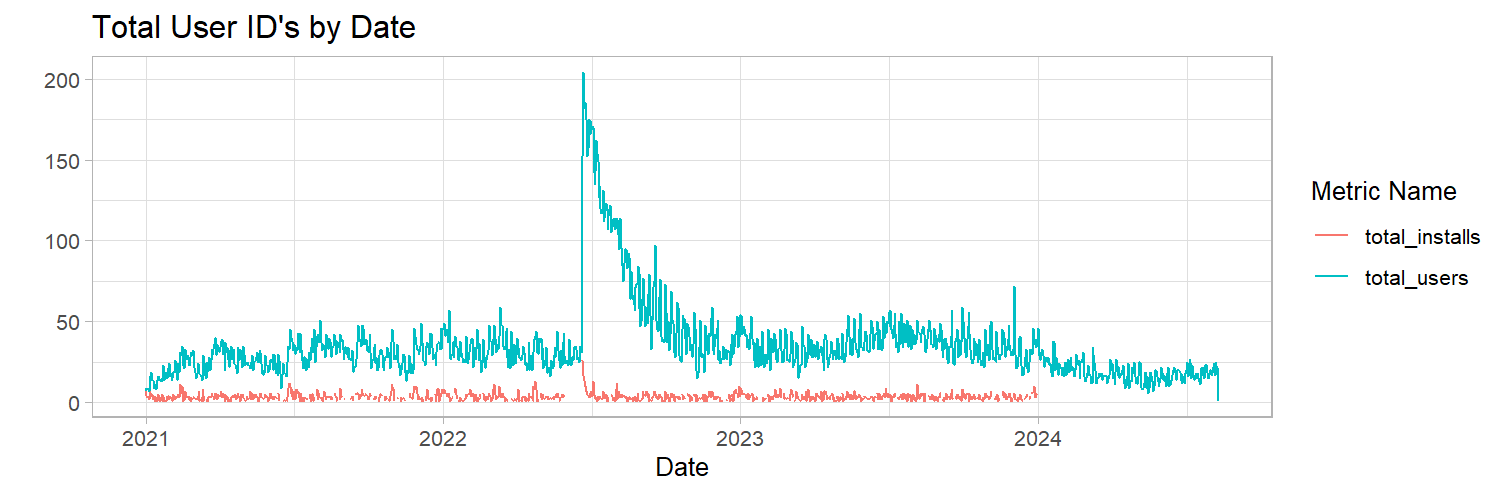 Total User ID's by Date
200
150
100
50
0
2021 2022 2023 2024
Date
Metric Name
total_installs
total_users